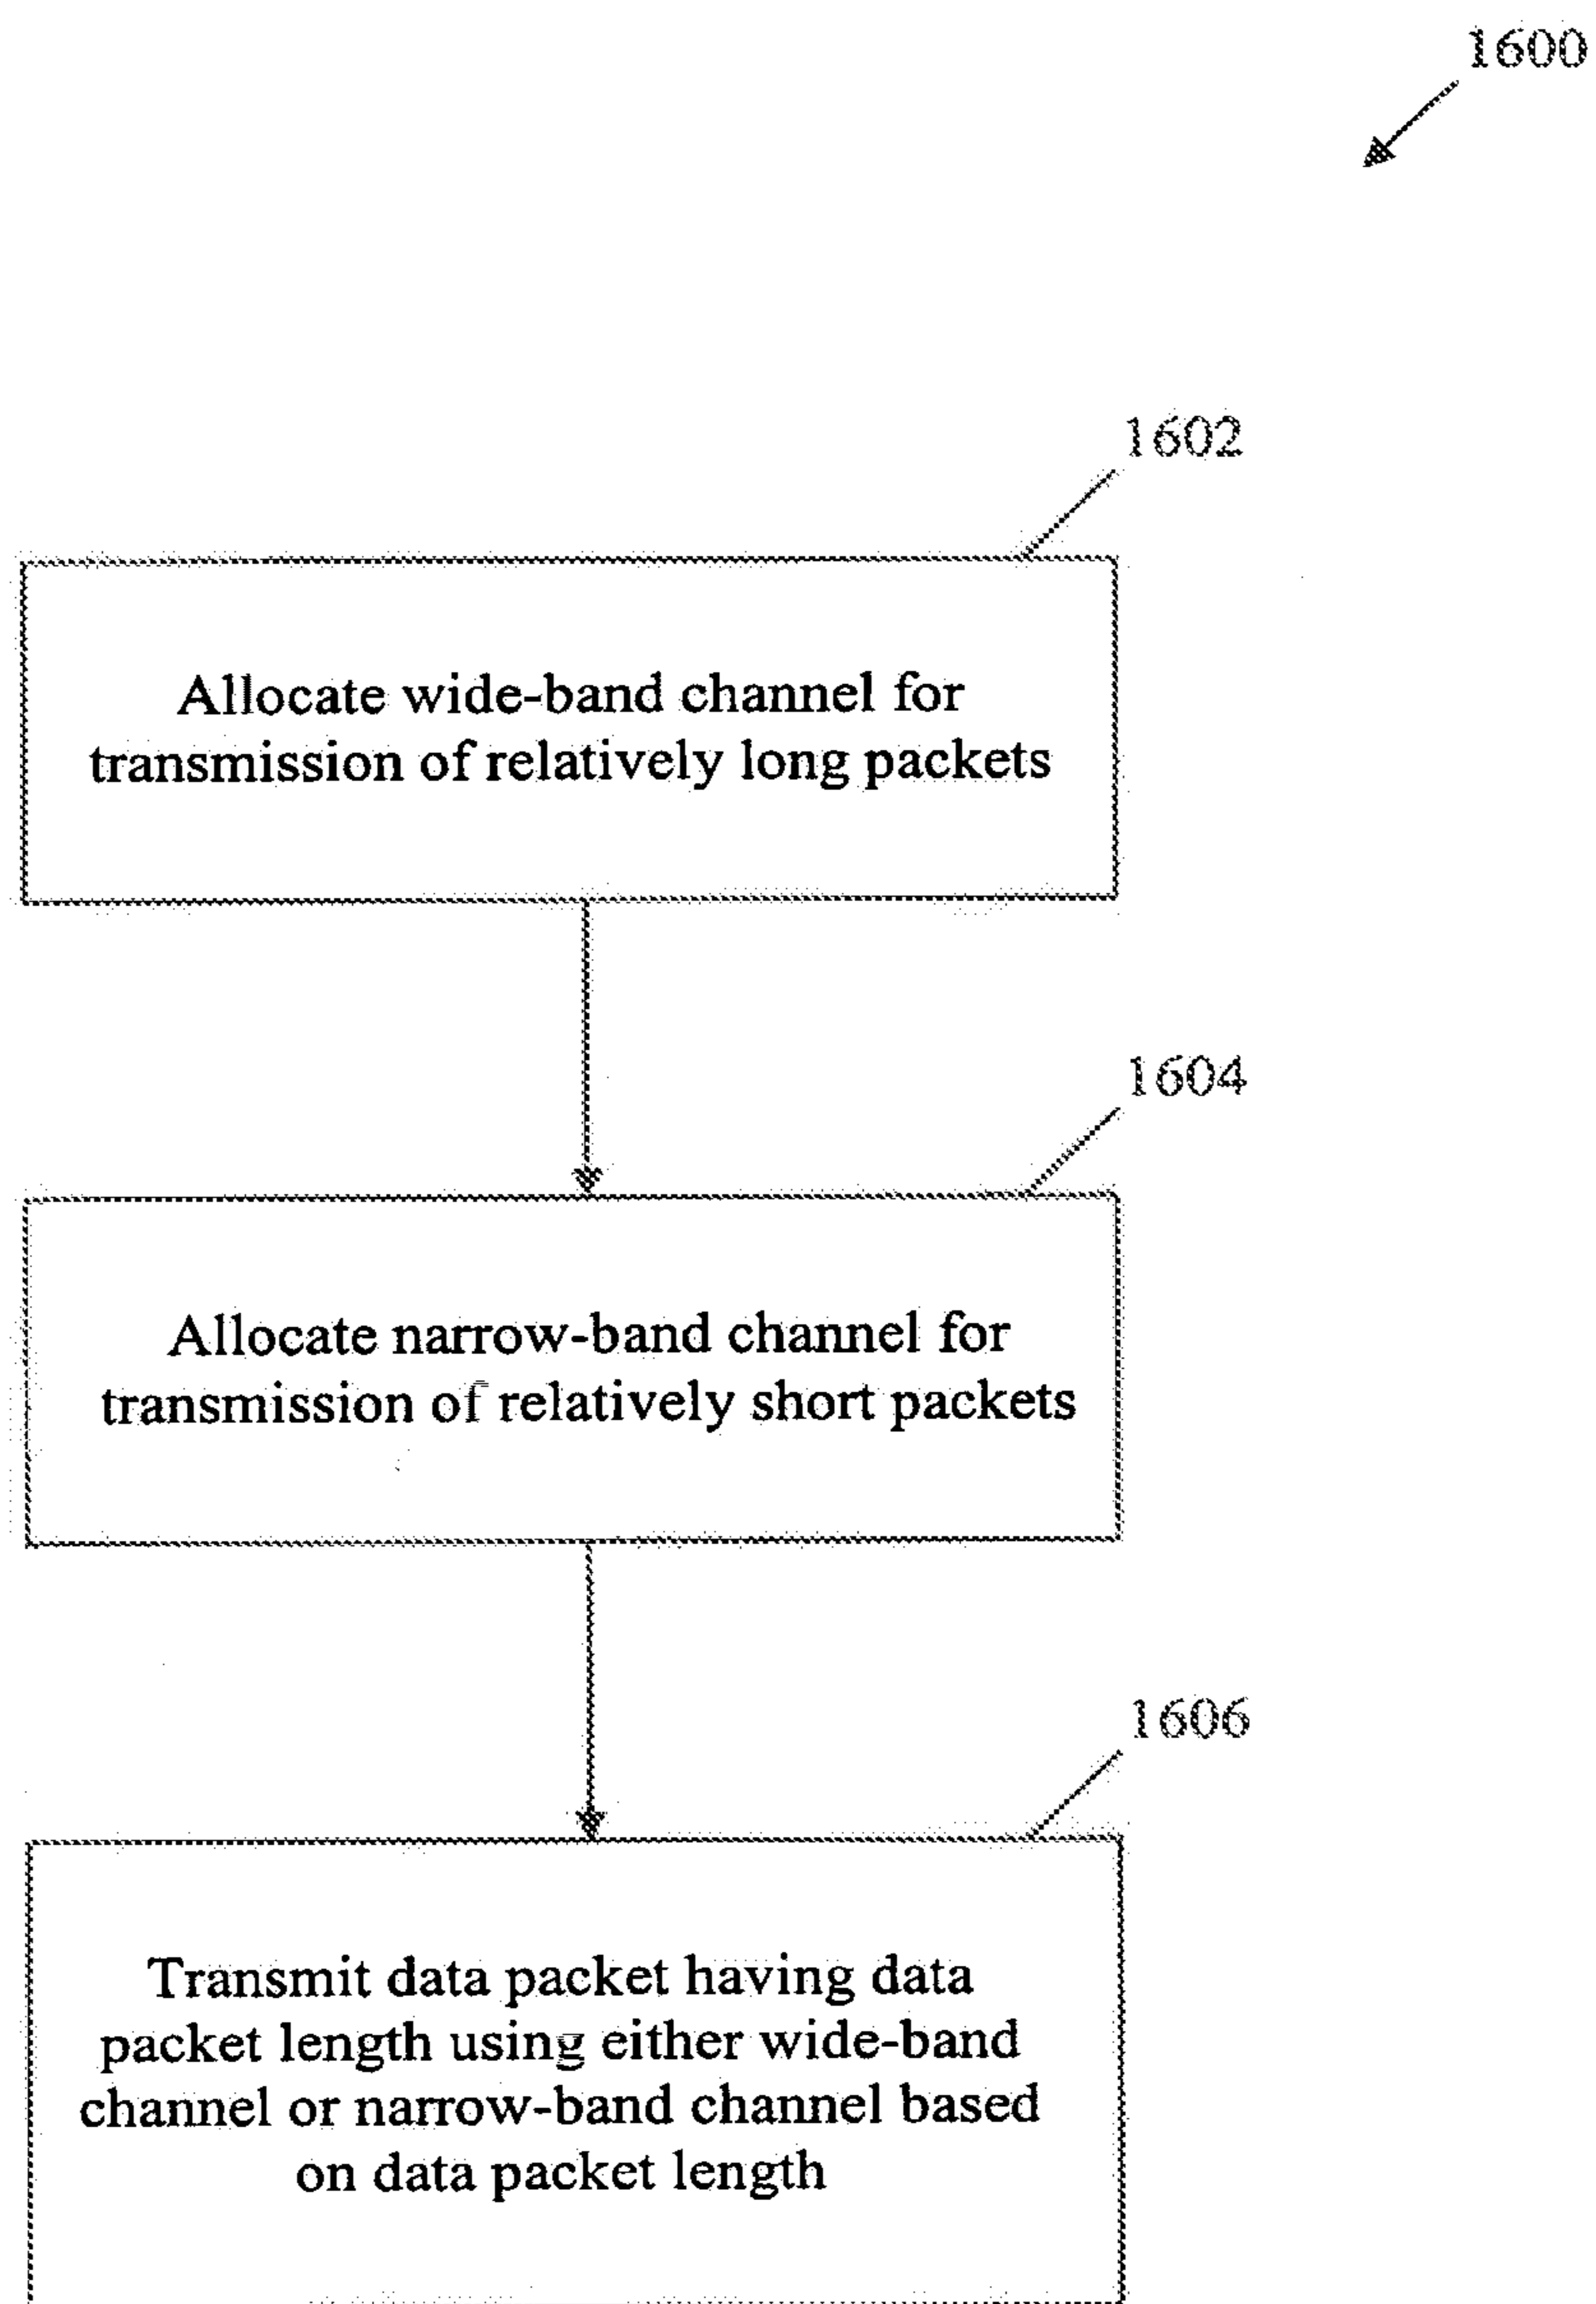 1600
1602
Allocate wide-band channel for
transmission of relatively long packets
1604
Allocate narrow-band channel for
transmission of relatively short packets
1606
Transmit data packet having data
packet length using either wide-band
channel or narrow-band channel based
on data packet length